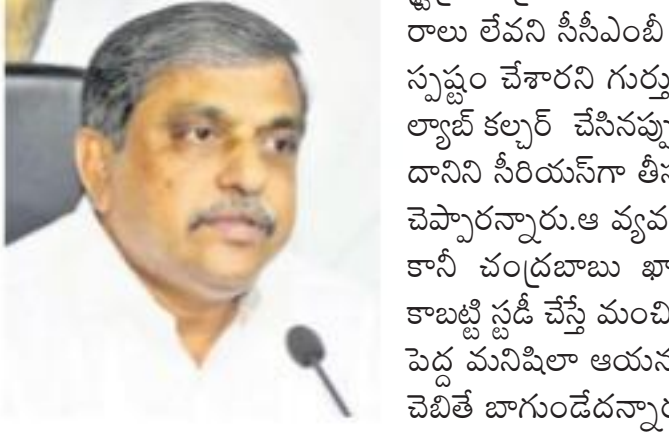 రాలు లేవని సీసీఎంబీ
స్పష్టం చేశారని గుర్తు
ల్యాబ్ కల్చర్ చేసినప్పు
దానిని సీరియస్‌గా తీస
చెప్పారన్నారు.ఆ వ్యవ
కానీ చంద్రబాబు ఖా
కాబట్టి స్టడీ చేస్తే మంచి
పెద్ద మనిషిలా ఆయన
చెబితే బాగుండేదన్నార